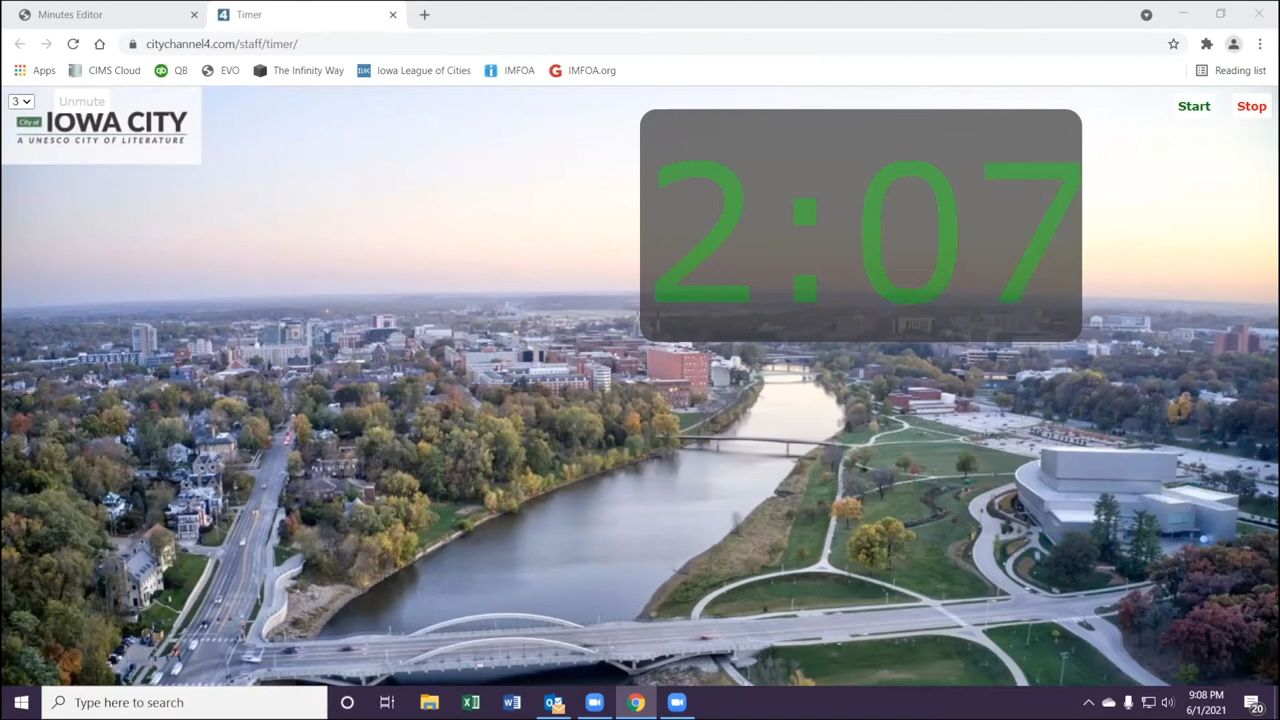 Minutes Editor
Timer
citychannel4.com/staff/timer/
Apps
CIMS Cloud
QB
EVO
The Infinity Way
Iowa League of Cities
IMFOA
IMFOA.org
Reading list
3
Unmute
Start
Stop
City of IOWA CITY
A UNESCO CITY OF LITERATURE
2:07
Type here to search
9:08 PM
6/1/2021
20